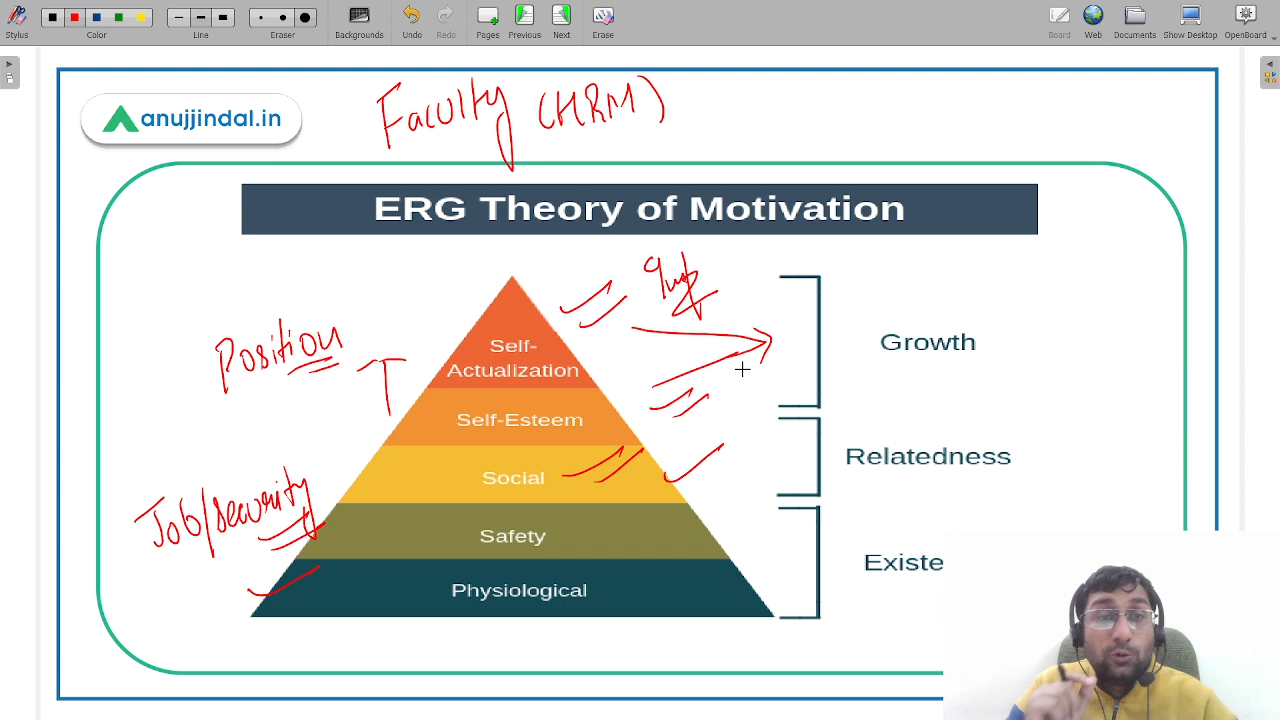 Stylus
Color
Line
Eraser
Backgrounds
Undo
Redo
Pages
Previous
Next
Erase
Board
Web
Documents
Show Desktop
OpenBoard
Faculty (HRM)
anujjindal.in
ERG Theory of Motivation
Position
Self-
Actualization
Growth
Self-Esteem
Relatedness
Social
Job/security
Safety
Existe
Physiological